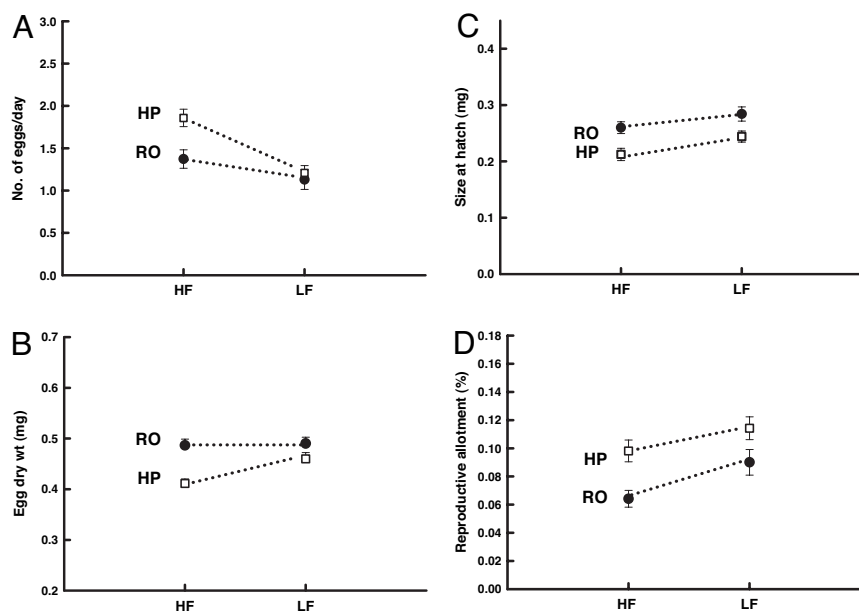 A
No. of eggs/day
3.0
2.5
2.0
1.5
1.0
0.5
0.0
HP
RO
HF
LF
C
Size at hatch (mg)
0.4
0.3
0.2
0.1
0.0
RO
HP
HF
LF
B
Egg dry wt (mg)
0.7
0.6
0.5
0.4
0.3
0.2
RO
HP
HF
LF
D
Reproductive allotment (%)
0.18
0.16
0.14
0.12
0.10
0.08
0.06
0.04
0.02
0.00
HP
RO
HF
LF